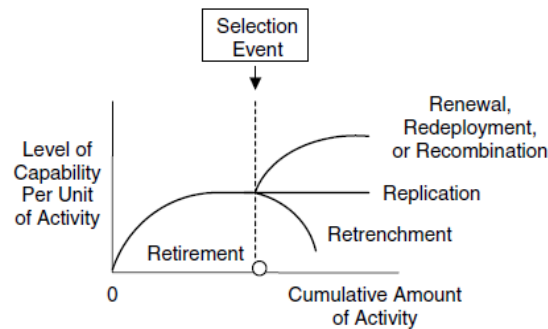 Selection
Event
Level of
Capability
Per Unit
of Activity
Renewal,
Redeployment,
or Recombination
Replication
Retrenchment
Retirement
0
Cumulative Amount
of Activity